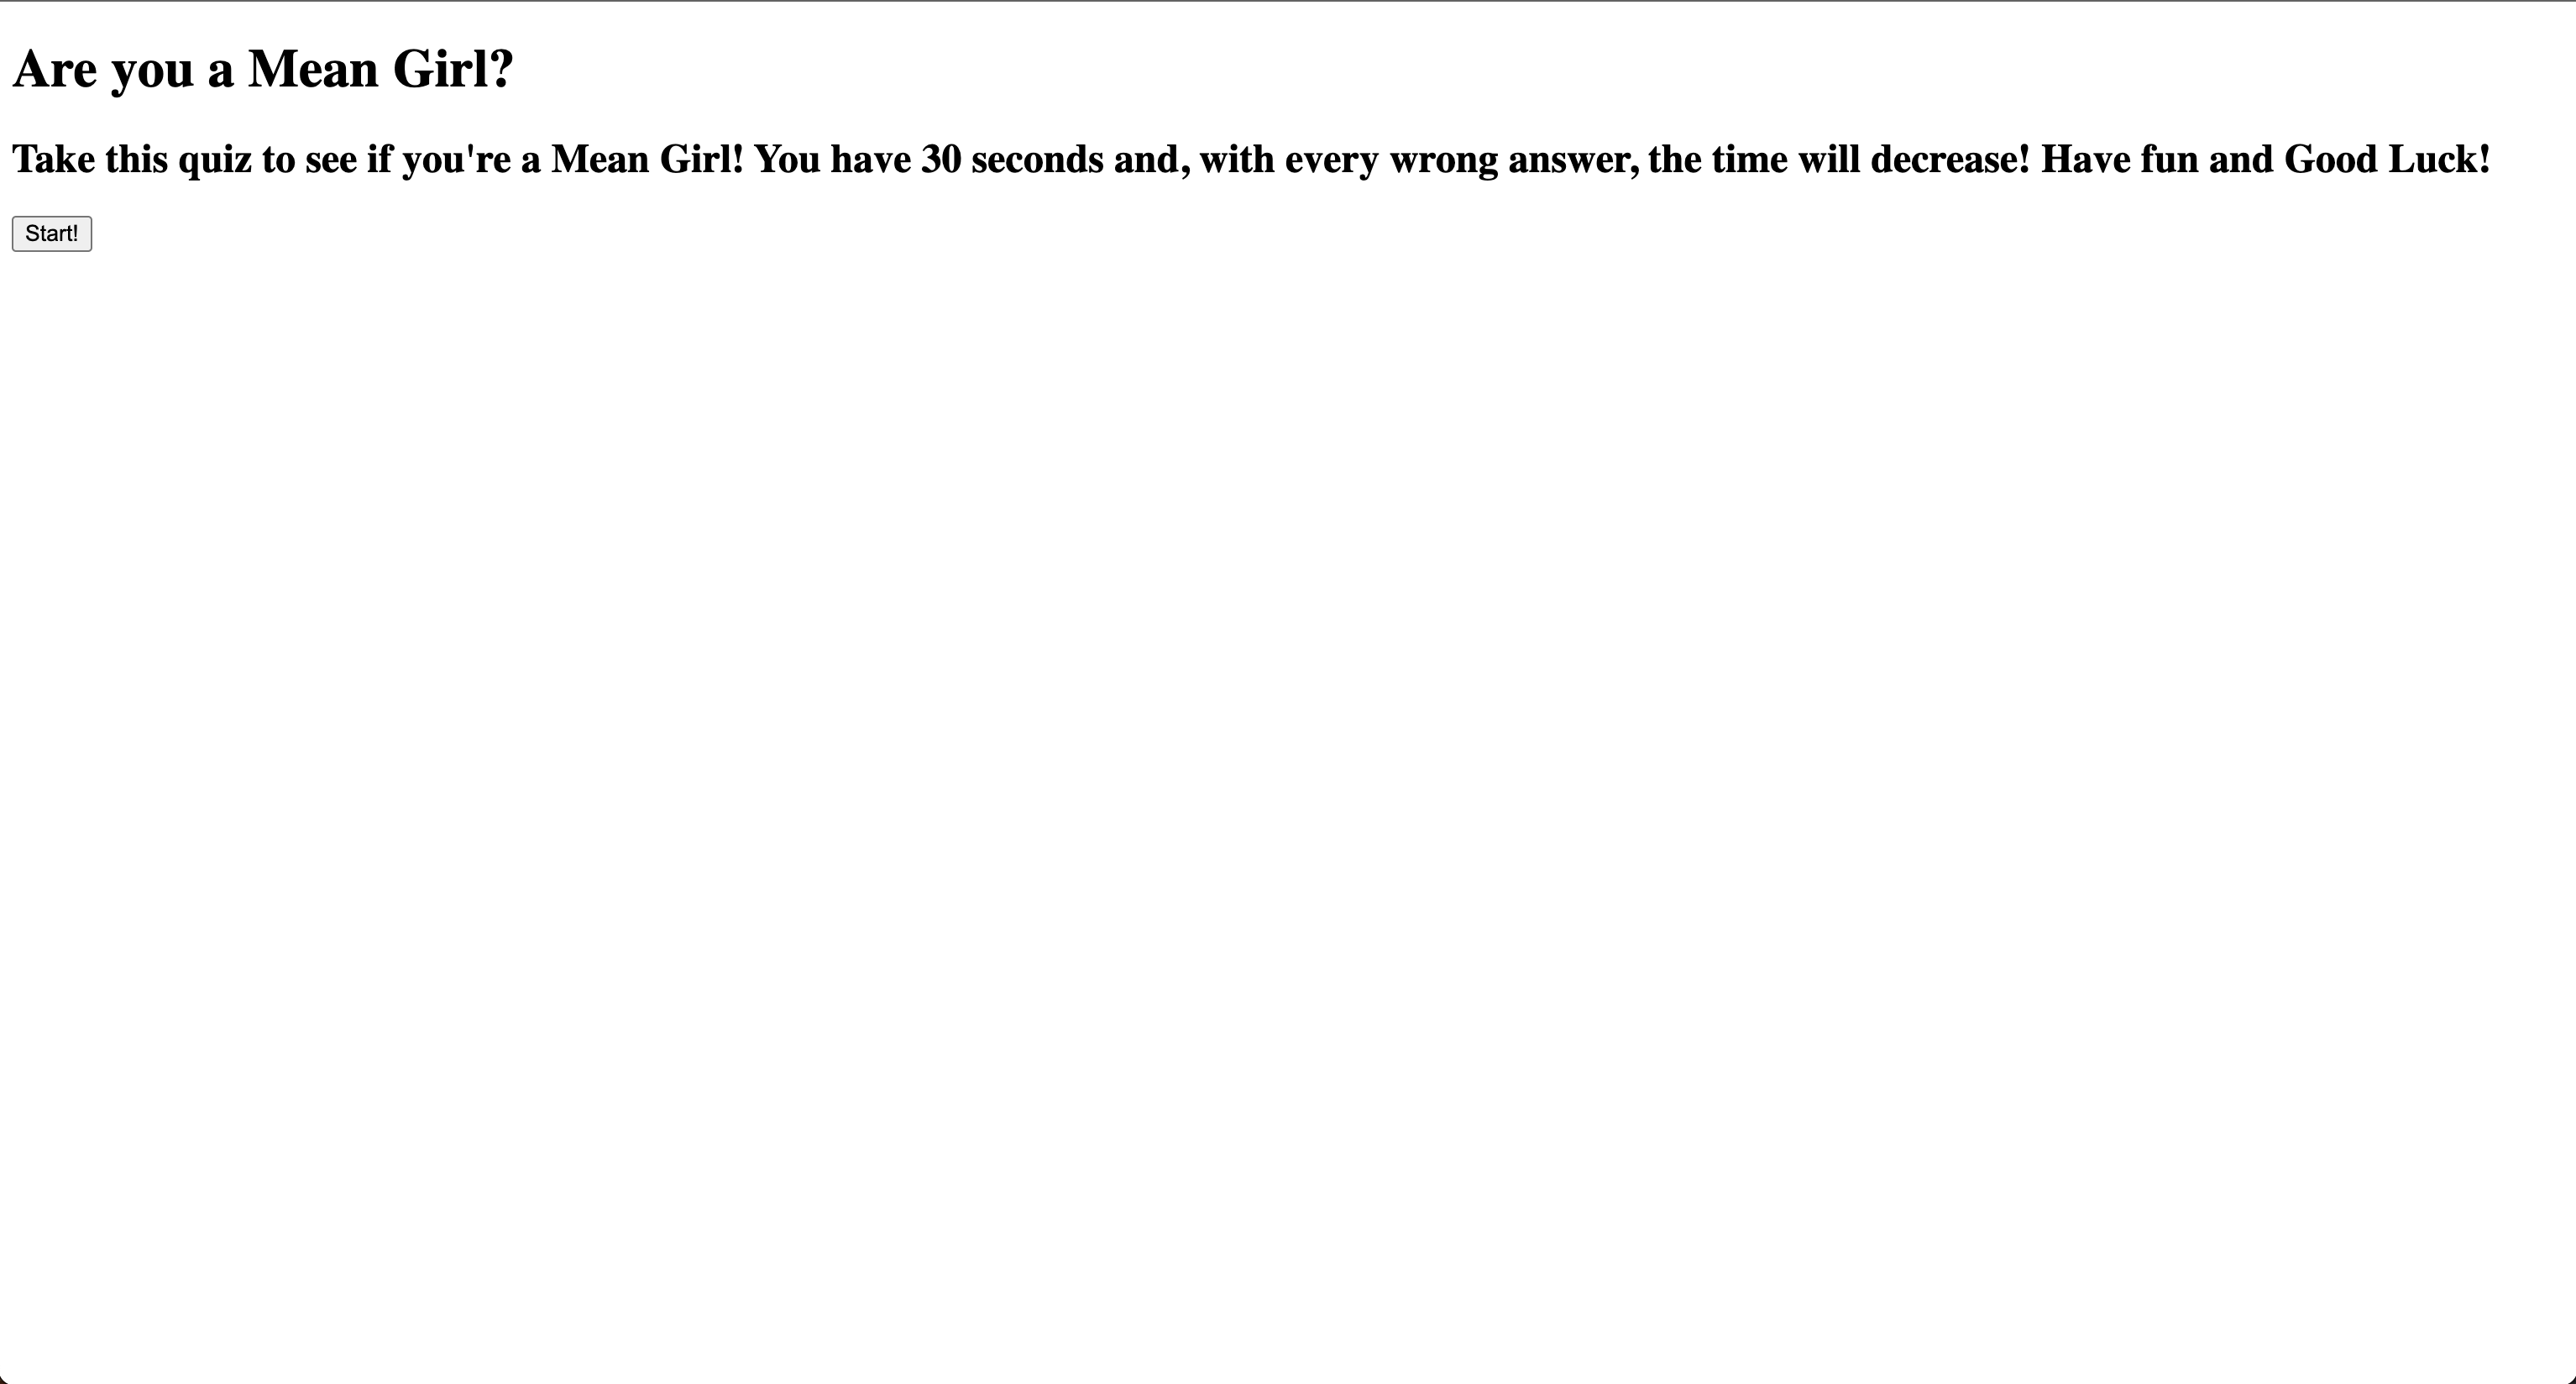 Are you a Mean Girl?
Take this quiz to see if you're a Mean Girl! You have 30 seconds and, with every wrong answer, the time will decrease! Have fun and Good Luck!
Start!